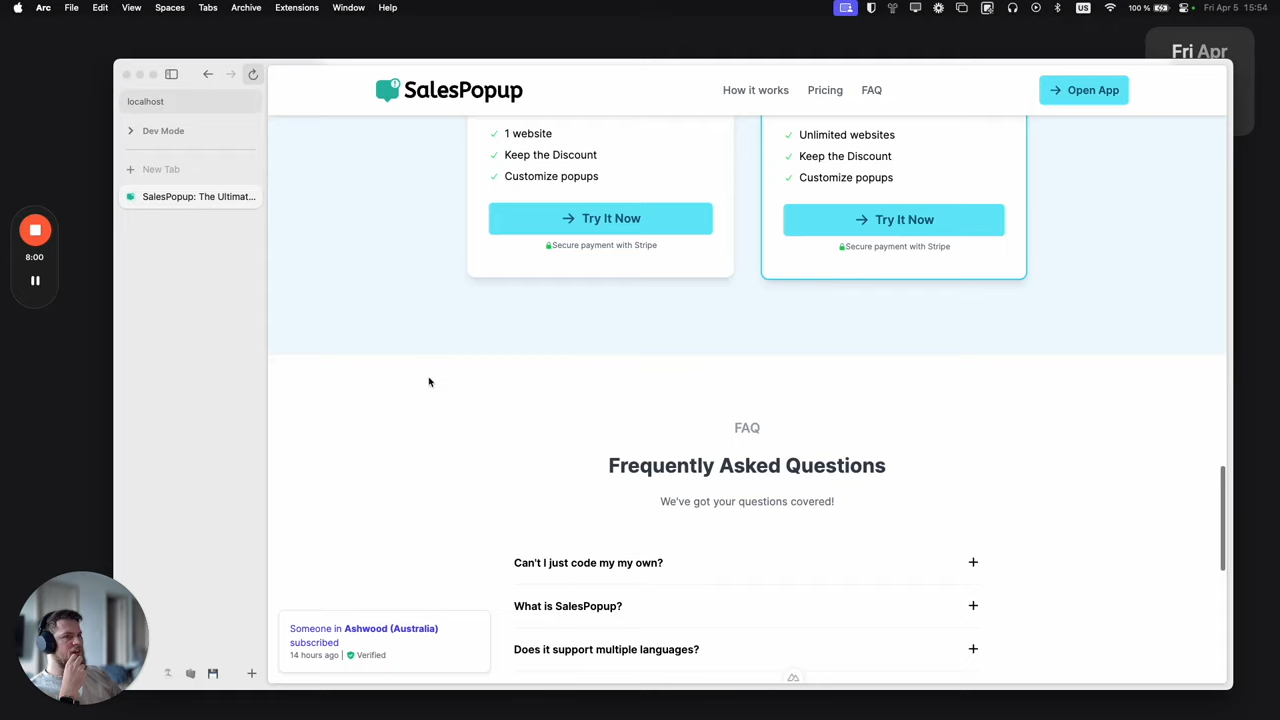 Arc File Edit View Spaces Tabs Archive Extensions Window Help
US
100 %
Fri Apr 5 15:54
Fri Apr
localhost
Dev Mode
New Tab
SalesPopup: The Ultimat...
8:00
SalesPopup
How it works Pricing FAQ
Open App
1 website
Keep the Discount
Customize popups
Try It Now
Secure payment with Stripe
Unlimited websites
Keep the Discount
Customize popups
Try It Now
Secure payment with Stripe
FAQ
Frequently Asked Questions
We've got your questions covered!
Can't I just code my my own?
What is SalesPopup?
Does it support multiple languages?
Someone in Ashwood (Australia)
subscribed
14 hours ago | Verified